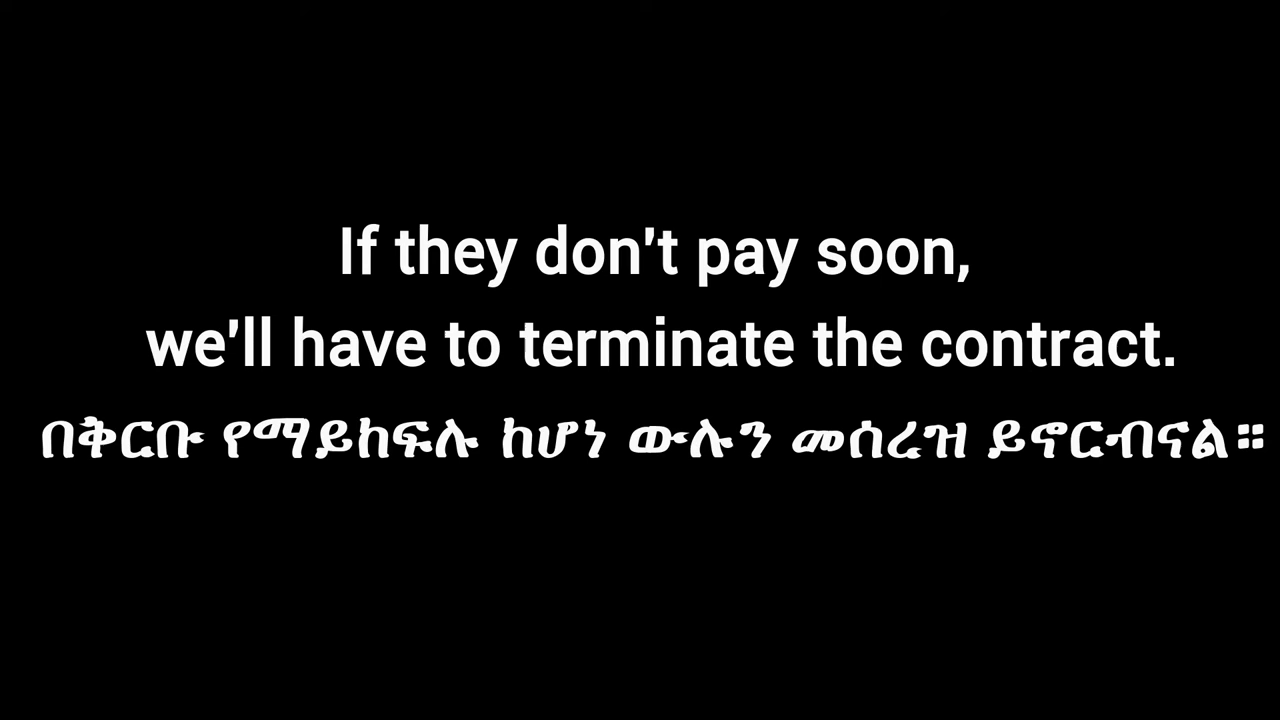 If they don't pay soon,
we'll have to terminate the contract.
በቅርቡ የማይከፍሉ ከሆነ ውሉን መሰረዝ ይኖርብናል።